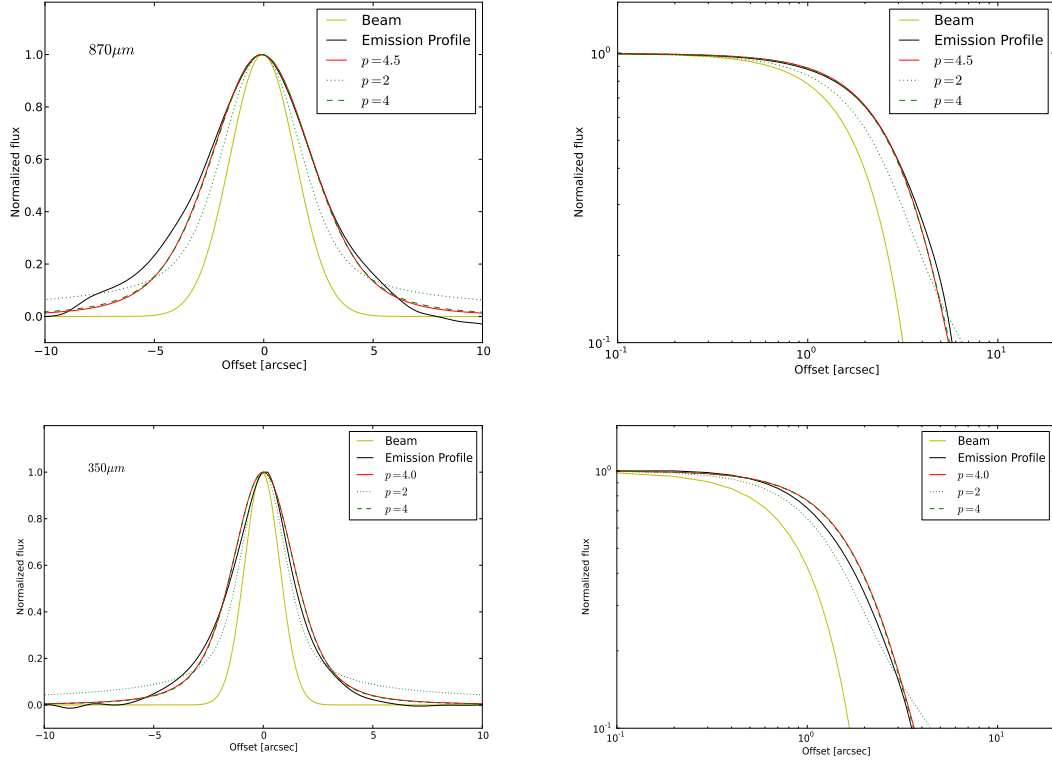 870μm
Normalized flux
1.0
0.8
0.6
0.4
0.2
0.0
−10
−5
0
5
10
Offset [arcsec]
Beam
Emission Profile
p = 4.5
p = 2
p = 4
Normalized flux
10^0
10^-1
10^-1
10^0
10^1
Offset [arcsec]
Beam
Emission Profile
p = 4.5
p = 2
p = 4
350μm
Normalized flux
1.0
0.8
0.6
0.4
0.2
0.0
−10
−5
0
5
10
Offset [arcsec]
Beam
Emission Profile
p = 4.0
p = 2
p = 4
Normalized flux
10^0
10^-1
10^-1
10^0
10^1
Offset [arcsec]
Beam
Emission Profile
p = 4.0
p = 2
p = 4